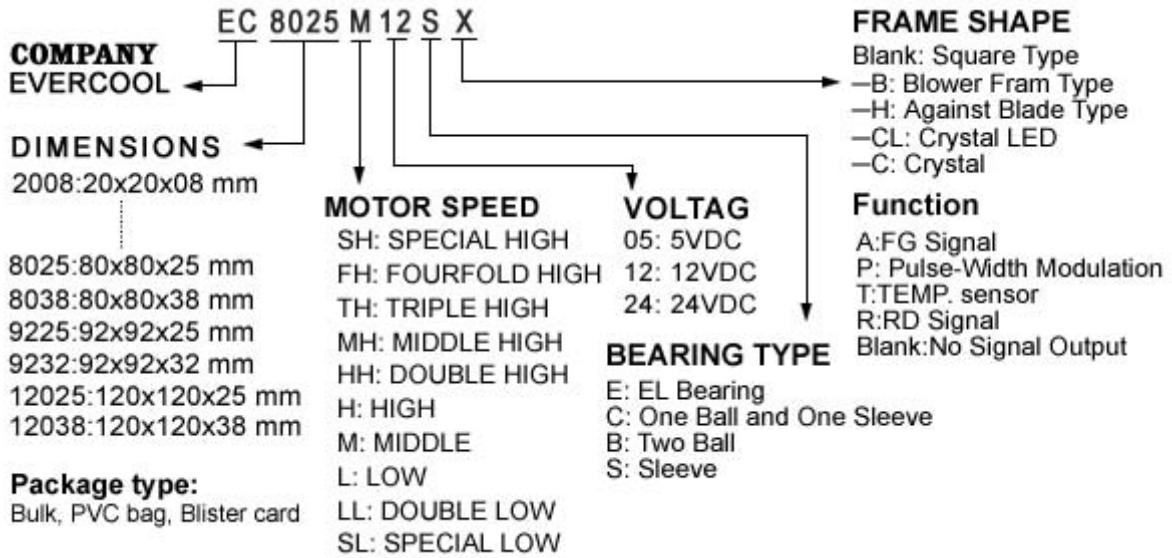 EC 8025 M 12 S X
COMPANY
EVERCOOL
DIMENSIONS
2008:20x20x08 mm
8025:80x80x25 mm
8038:80x80x38 mm
9225:92x92x25 mm
9232:92x92x32 mm
12025:120x120x25 mm
12038:120x120x38 mm
Package type:
Bulk, PVC bag, Blister card
MOTOR SPEED
SH: SPECIAL HIGH
FH: FOURFOLD HIGH
TH: TRIPLE HIGH
MH: MIDDLE HIGH
HH: DOUBLE HIGH
H: HIGH
M: MIDDLE
L: LOW
LL: DOUBLE LOW
SL: SPECIAL LOW
VOLTAG
05: 5VDC
12: 12VDC
24: 24VDC
BEARING TYPE
E: EL Bearing
C: One Ball and One Sleeve
B: Two Ball
S: Sleeve
FRAME SHAPE
Blank: Square Type
—B: Blower Fram Type
—H: Against Blade Type
—CL: Crystal LED
—C: Crystal
Function
A:FG Signal
P: Pulse-Width Modulation
T:TEMP. sensor
R:RD Signal
Blank:No Signal Output